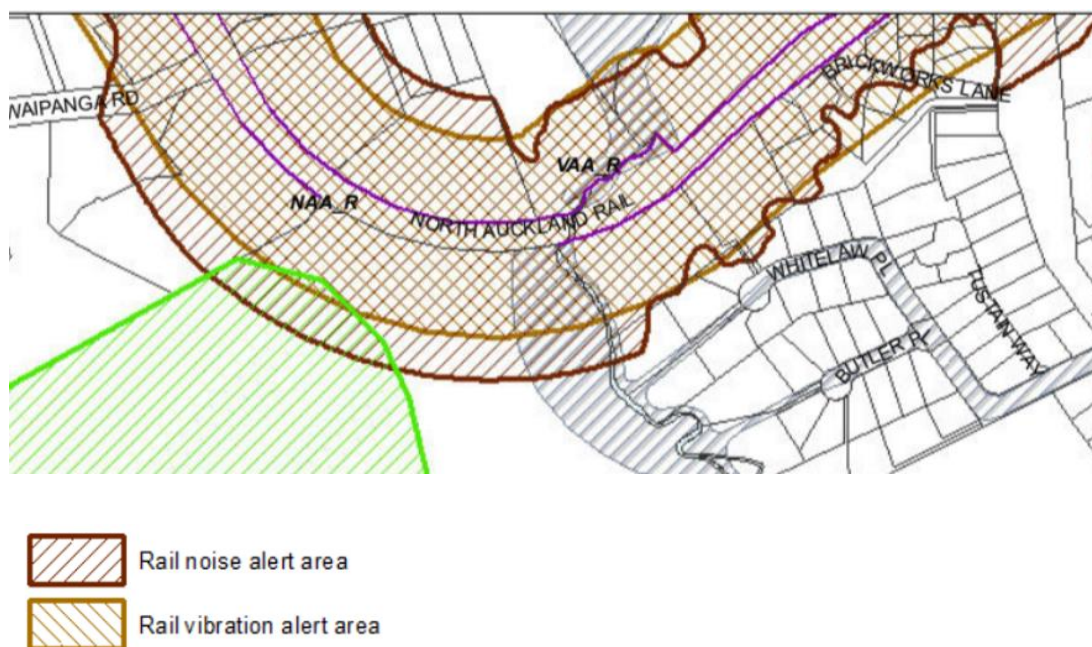 WAIPANGA RD
BRICKWORKS LANE
VAA_R
NAA_R
NORTH AUCKLAND RAIL
WHITELAW PL
FUSTAIN WAY
BUTLER PL
Rail noise alert area
Rail vibration alert area